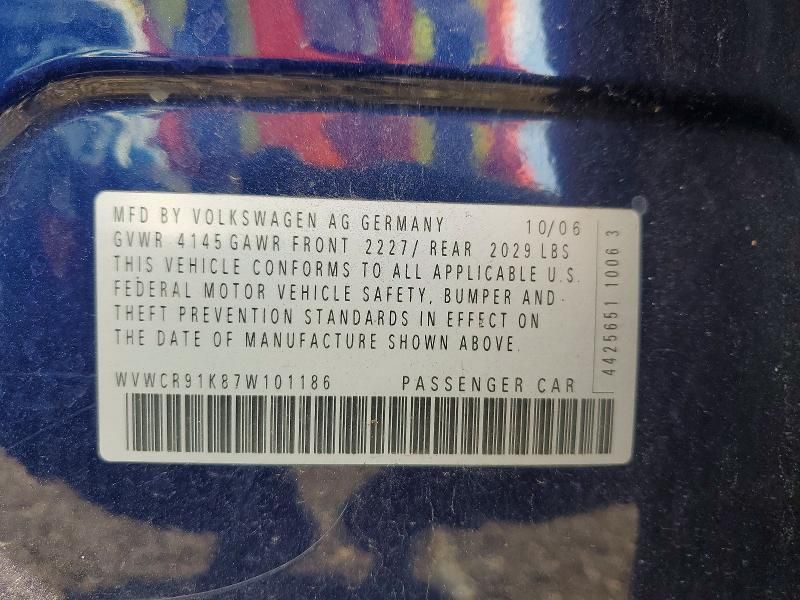 MFD BY VOLKSWAGEN AG GERMANY 10/06
GVWR 4145 GAWR FRONT 2227/ REAR 2029 LBS
THIS VEHICLE CONFORMS TO ALL APPLICABLE U.S.
FEDERAL MOTOR VEHICLE SAFETY, BUMPER AND
THEFT PREVENTION STANDARDS IN EFFECT ON
THE DATE OF MANUFACTURE SHOWN ABOVE.
WVWCR91K87W101186 PASSENGER CAR
4425651 1006 3